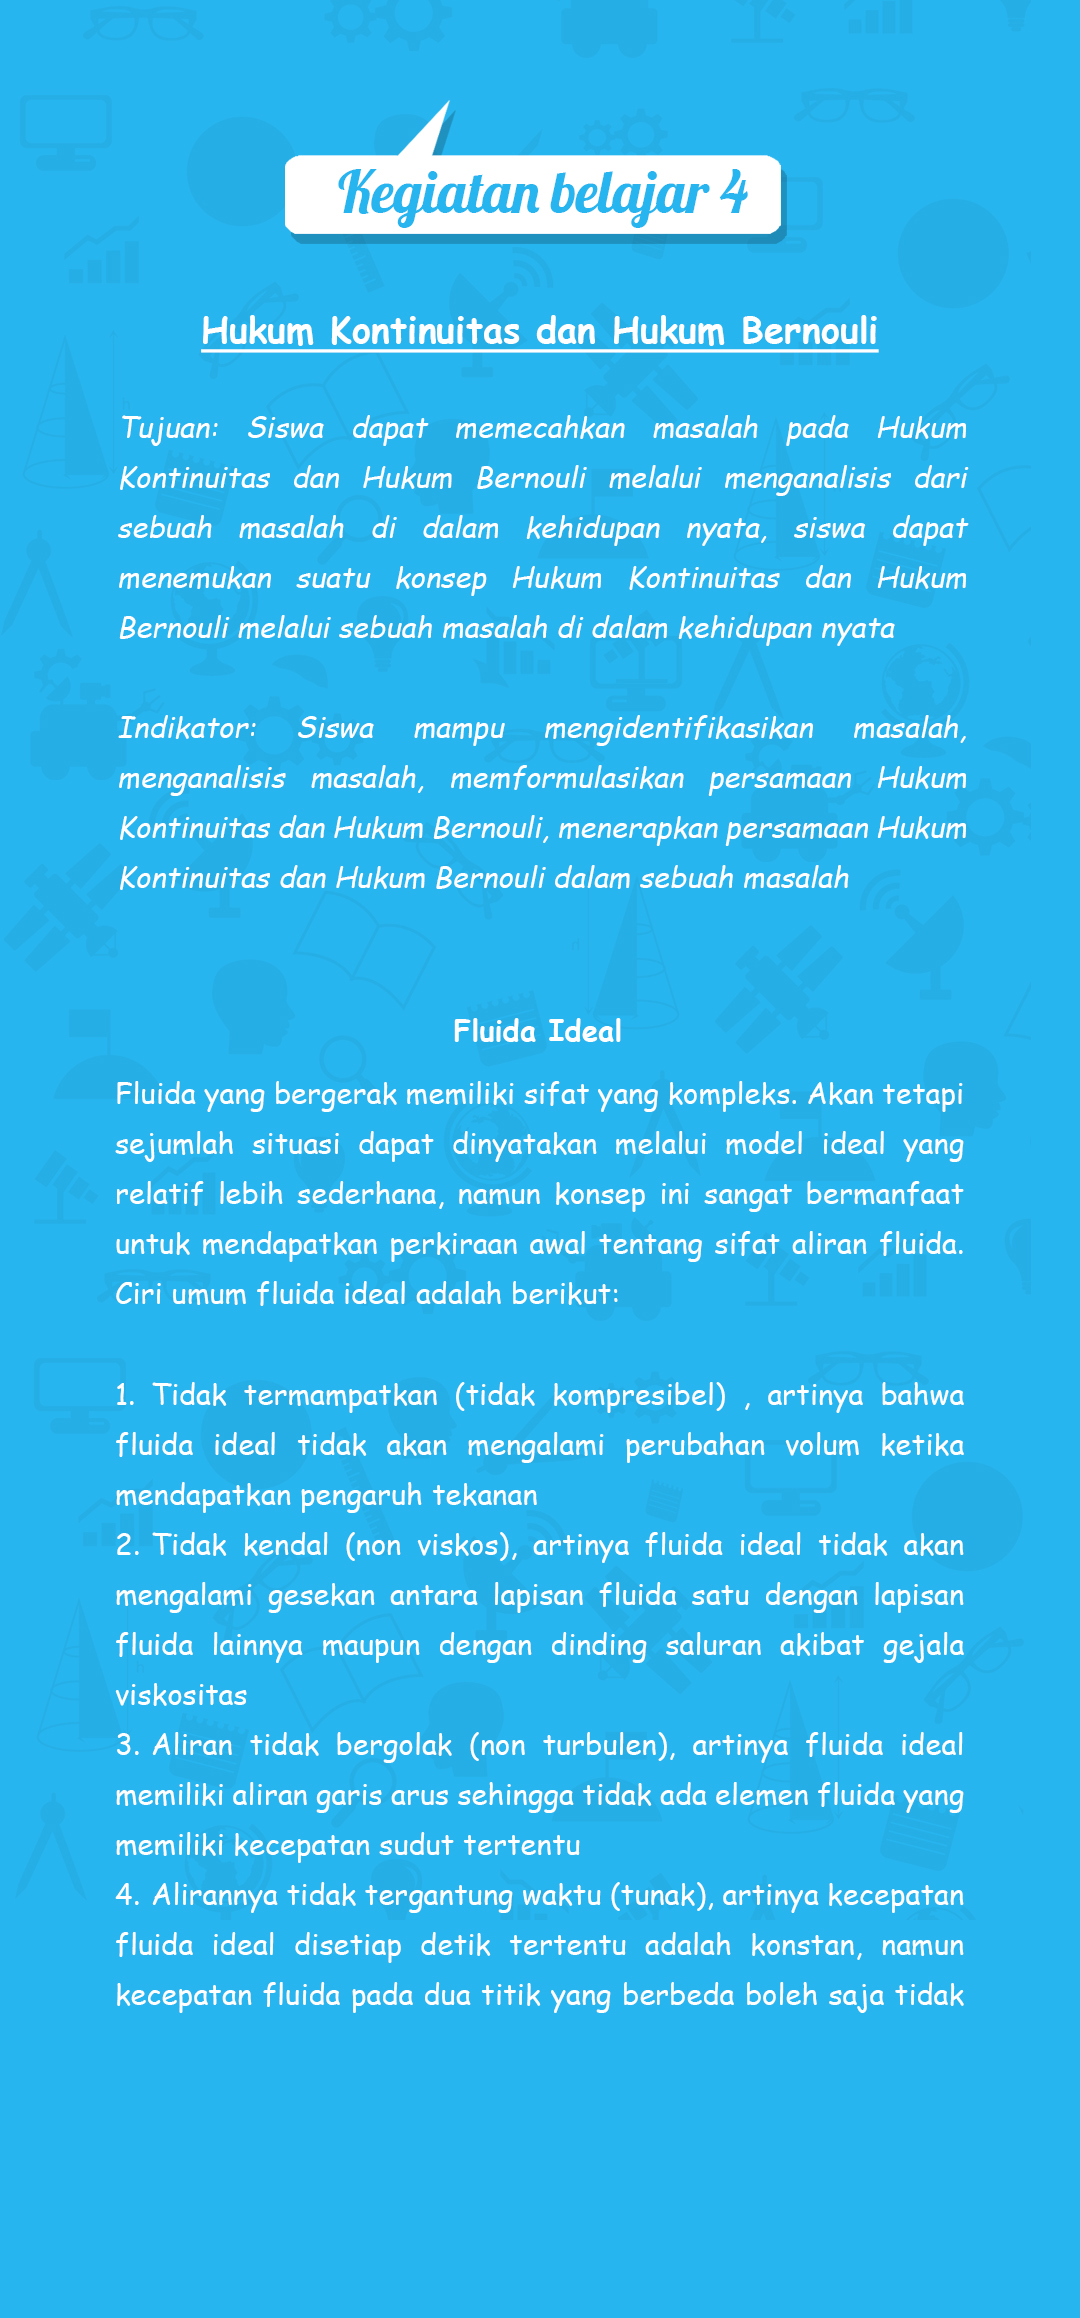 Kegiatan belajar 4
Hukum Kontinuitas dan Hukum Bernouli
Tujuan: Siswa dapat memecahkan masalah pada Hukum
Kontinuitas dan Hukum Bernouli melalui menganalisis dari
sebuah masalah di dalam kehidupan nyata, siswa dapat
menemukan suatu konsep Hukum Kontinuitas dan Hukum
Bernouli melalui sebuah masalah di dalam kehidupan nyata
Indikator: Siswa mampu mengidentifikasikan masalah,
menganalisis masalah, memformulasikan persamaan Hukum
Kontinuitas dan Hukum Bernouli, menerapkan persamaan Hukum
Kontinuitas dan Hukum Bernouli dalam sebuah masalah
Fluida Ideal
Fluida yang bergerak memiliki sifat yang kompleks. Akan tetapi
sejumlah situasi dapat dinyatakan melalui model ideal yang
relatif lebih sederhana, namun konsep ini sangat bermanfaat
untuk mendapatkan perkiraan awal tentang sifat aliran fluida.
Ciri umum fluida ideal adalah berikut:
1. Tidak termampatkan (tidak kompresibel) , artinya bahwa
fluida ideal tidak akan mengalami perubahan volum ketika
mendapatkan pengaruh tekanan
2. Tidak kendal (non viskos), artinya fluida ideal tidak akan
mengalami gesekan antara lapisan fluida satu dengan lapisan
fluida lainnya maupun dengan dinding saluran akibat gejala
viskositas
3. Aliran tidak bergolak (non turbulen), artinya fluida ideal
memiliki aliran garis arus sehingga tidak ada elemen fluida yang
memiliki kecepatan sudut tertentu
4. Alirannya tidak tergantung waktu (tunak), artinya kecepatan
fluida ideal disetiap detik tertentu adalah konstan, namun
kecepatan fluida pada dua titik yang berbeda boleh saja tidak